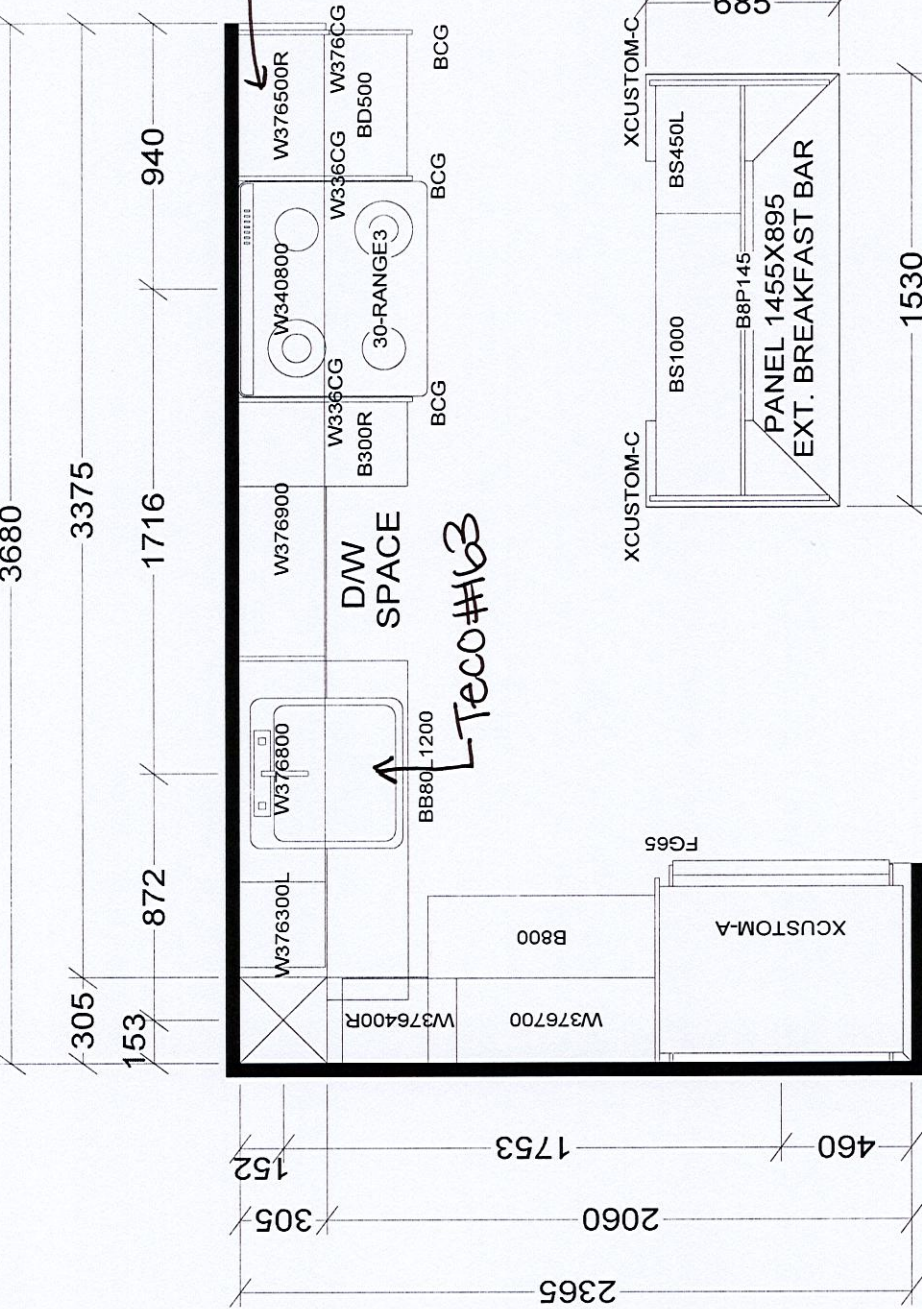 3680
3375
305
940
1716
872
153
W376500R
W376CG
BD500
BCG
W336CG
BCG
W340800
30-RANGE3
W336CG
B300R
BCG
W376900
D/W
SPACE
W376800
BB80_1200
Teco#163
W376300L
W376400R
W376700
B800
FG65
XCUSTOM-A
152
1753
460
305
2060
2365
685
XCUSTOM-C
BS450L
BS1000
B8P145
PANEL 1455X895
EXT. BREAKFAST BAR
XCUSTOM-C
1530